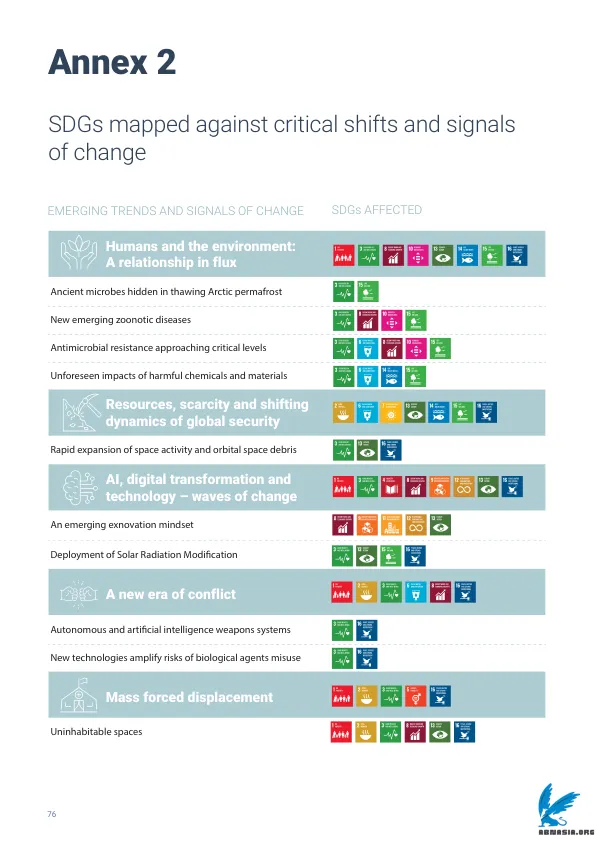 Annex 2
SDGs mapped against critical shifts and signals
of change
EMERGING TRENDS AND SIGNALS OF CHANGE
SDGs AFFECTED
Humans and the environment:
A relationship in flux
Ancient microbes hidden in thawing Arctic permafrost
New emerging zoonotic diseases
Antimicrobial resistance approaching critical levels
Unforeseen impacts of harmful chemicals and materials
Resources, scarcity and shifting
dynamics of global security
Rapid expansion of space activity and orbital space debris
AI, digital transformation and
technology – waves of change
An emerging exnovation mindset
Deployment of Solar Radiation Modification
A new era of conflict
Autonomous and artificial intelligence weapons systems
New technologies amplify risks of biological agents misuse
Mass forced displacement
Uninhabitable spaces
76
ABNASIA.ORG